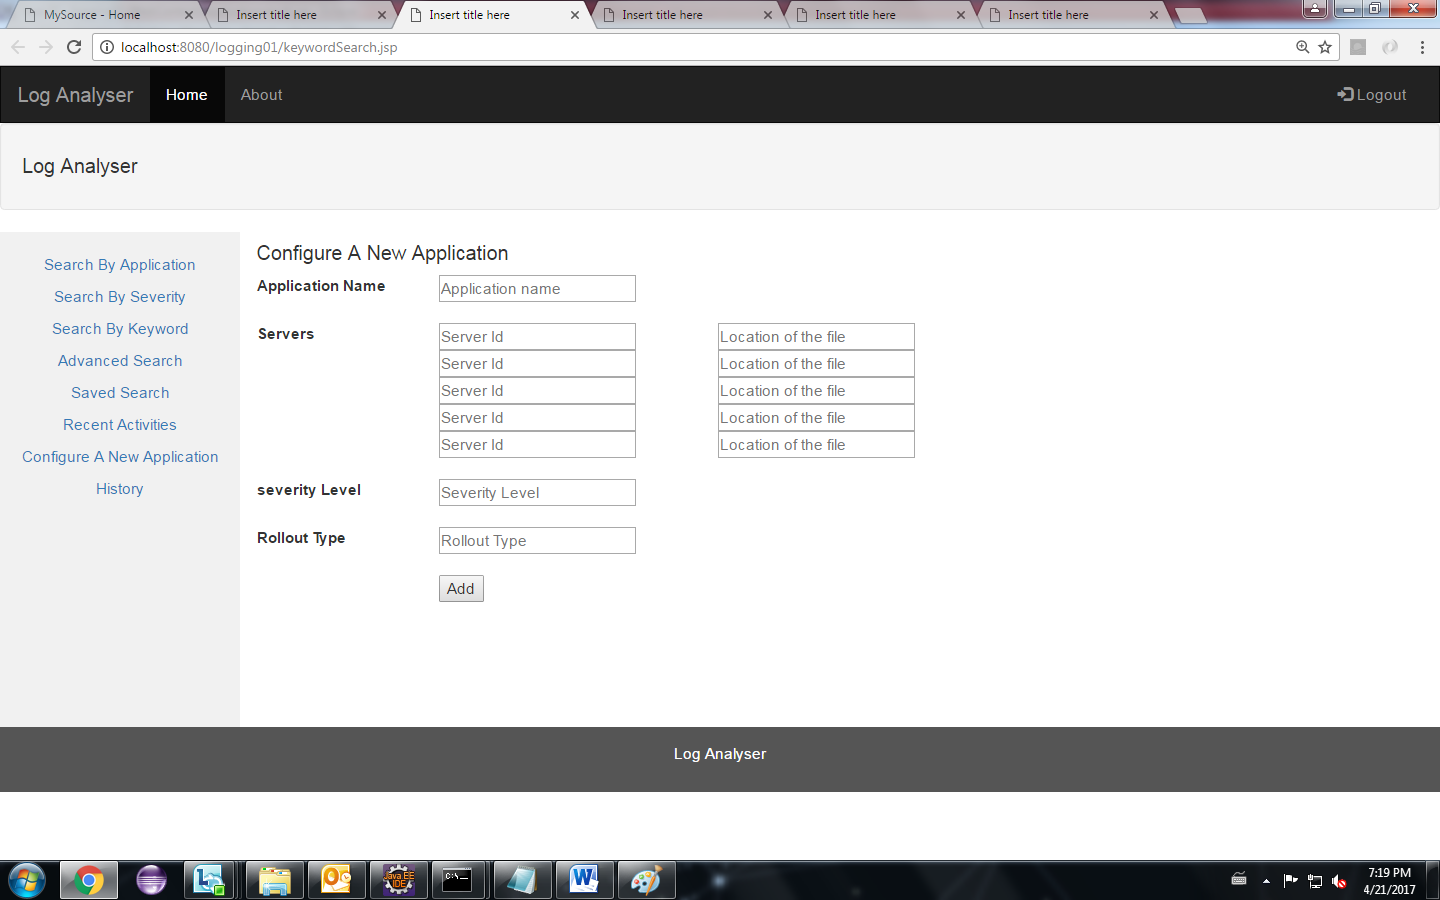 MySource - Home
Insert title here
Insert title here
Insert title here
Insert title here
Insert title here
localhost:8080/logging01/keywordSearch.jsp
Log Analyser Home About Logout
Log Analyser
Search By Application
Search By Severity
Search By Keyword
Advanced Search
Saved Search
Recent Activities
Configure A New Application
History
Configure A New Application
Application Name Application name
Servers Server Id Location of the file
Server Id Location of the file
Server Id Location of the file
Server Id Location of the file
Server Id Location of the file
severity Level Severity Level
Rollout Type Rollout Type
Add
Log Analyser
Java EE
IDE
C:\
7:19 PM
4/21/2017